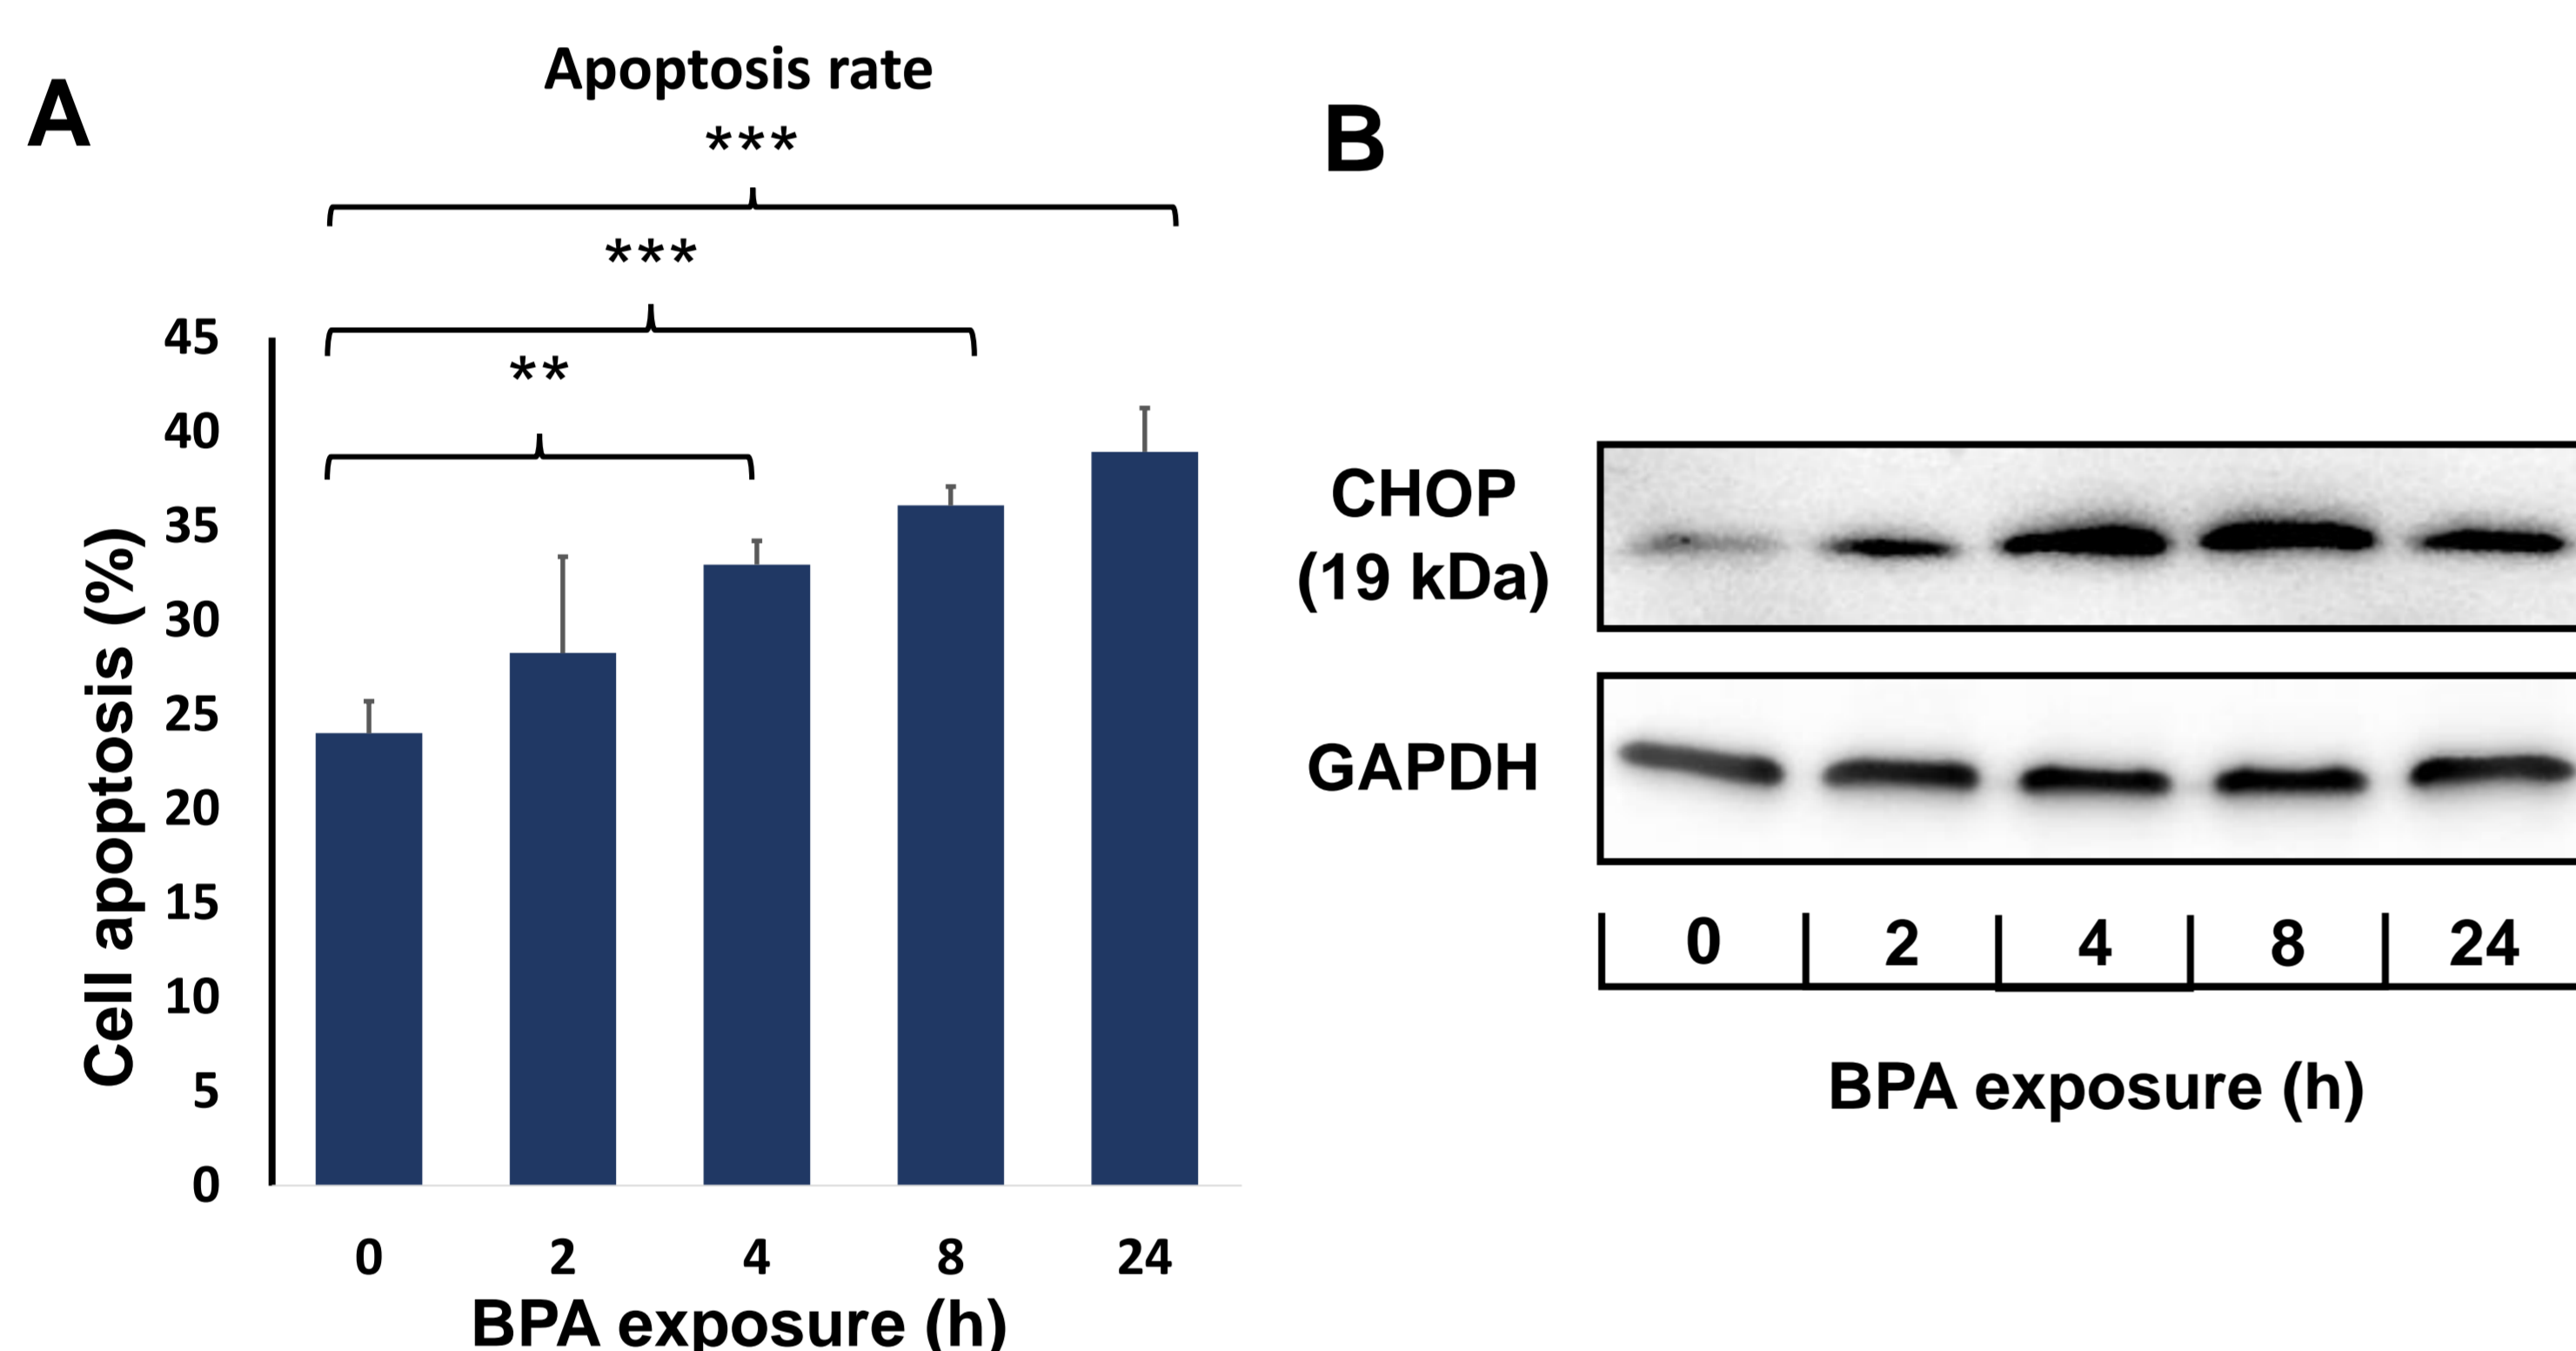 A
Apoptosis rate
***
***
**
Cell apoptosis (%)
45
40
35
30
25
20
15
10
5
0
0 2 4 8 24
BPA exposure (h)
B
CHOP
(19 kDa)
GAPDH
0 2 4 8 24
BPA exposure (h)